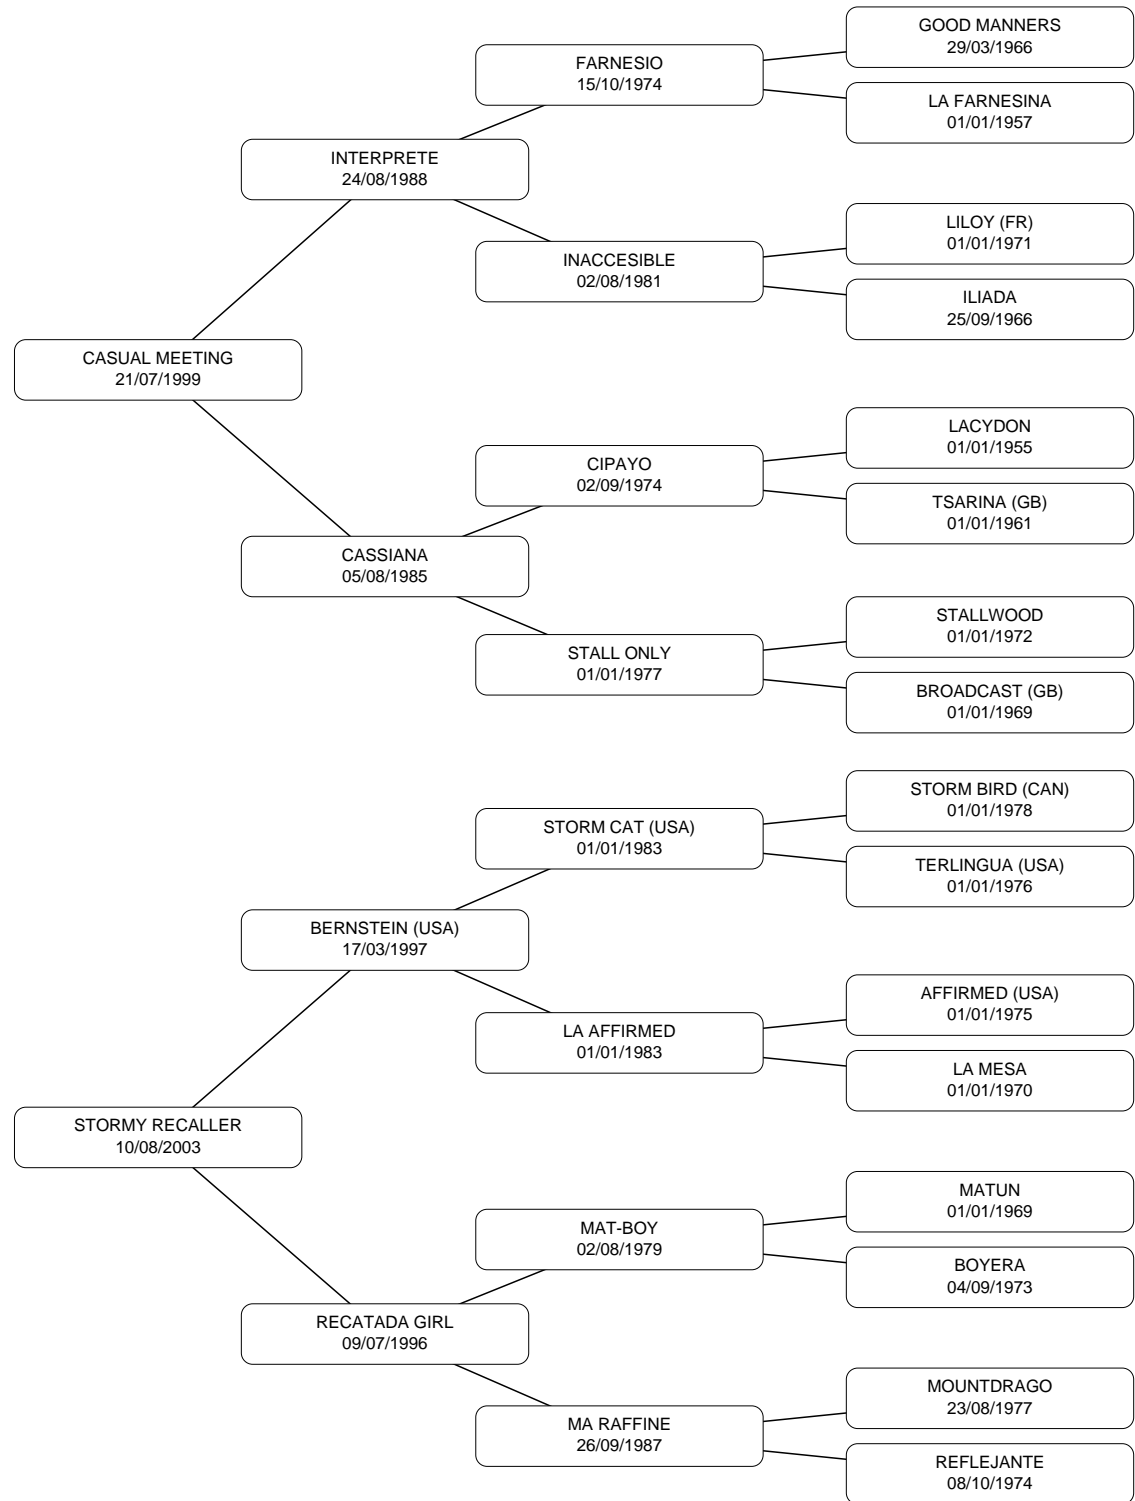 GOOD MANNERS
29/03/1966
FARNESIO
15/10/1974
LA FARNESINA
01/01/1957
INTERPRETE
24/08/1988
LILOY (FR)
01/01/1971
INACCESIBLE
02/08/1981
ILIADA
25/09/1966
CASUAL MEETING
21/07/1999
LACYDON
01/01/1955
CIPAYO
02/09/1974
TSARINA (GB)
01/01/1961
CASSIANA
05/08/1985
STALLWOOD
01/01/1972
STALL ONLY
01/01/1977
BROADCAST (GB)
01/01/1969
STORM BIRD (CAN)
01/01/1978
STORM CAT (USA)
01/01/1983
TERLINGUA (USA)
01/01/1976
BERNSTEIN (USA)
17/03/1997
AFFIRMED (USA)
01/01/1975
LA AFFIRMED
01/01/1983
LA MESA
01/01/1970
STORMY RECALLER
10/08/2003
MATUN
01/01/1969
MAT-BOY
02/08/1979
BOYERA
04/09/1973
RECATADA GIRL
09/07/1996
MOUNTDRAGO
23/08/1977
MA RAFFINE
26/09/1987
REFLEJANTE
08/10/1974